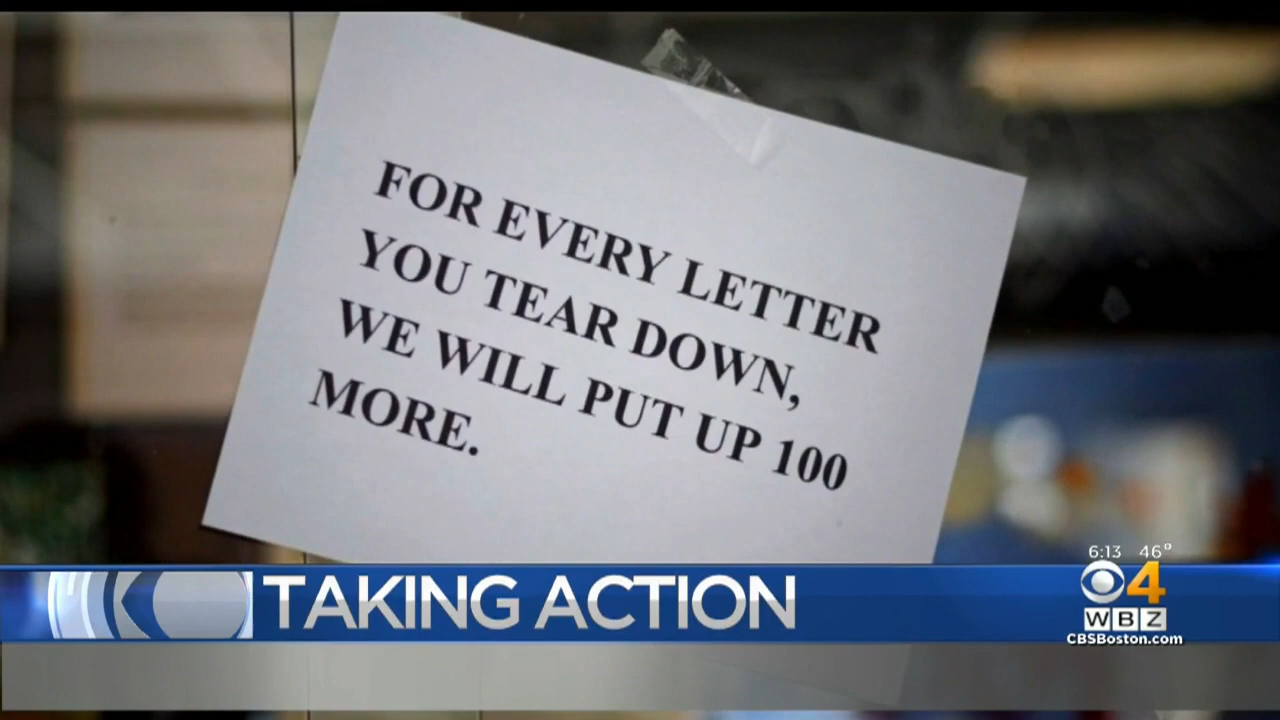 FOR EVERY LETTER
YOU TEAR DOWN,
WE WILL PUT UP 100
MORE.
6:13 46°
TAKING ACTION
4
WBZ
CBSBoston.com